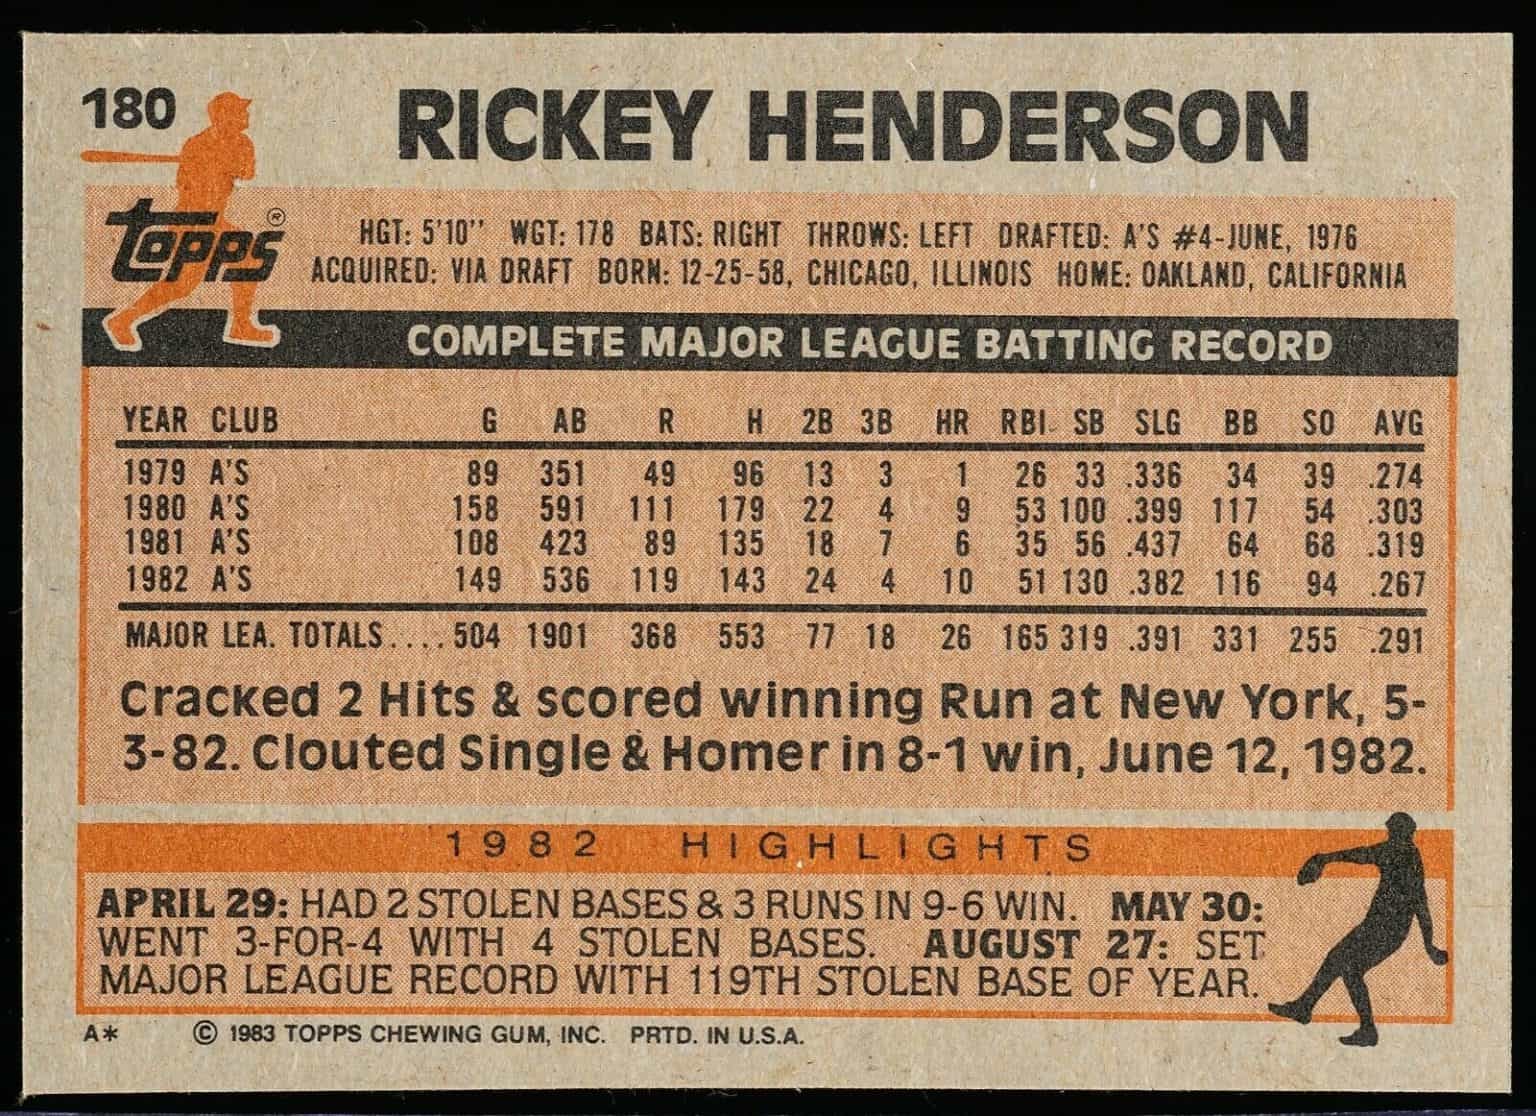 180
RICKEY HENDERSON
Topps®
HGT: 5'10" WGT: 178 BATS: RIGHT THROWS: LEFT DRAFTED: A'S #4-JUNE, 1976
ACQUIRED: VIA DRAFT BORN: 12-25-58, CHICAGO, ILLINOIS HOME: OAKLAND, CALIFORNIA
COMPLETE MAJOR LEAGUE BATTING RECORD
YEAR CLUB G AB R H 2B 3B HR RBI SB SLG BB SO AVG
1979 A'S 89 351 49 96 13 3 1 26 33 .336 34 39 .274
1980 A'S 158 591 111 179 22 4 9 53 100 .399 117 54 .303
1981 A'S 108 423 89 135 18 7 6 35 56 .437 64 68 .319
1982 A'S 149 536 119 143 24 4 10 51 130 .382 116 94 .267
MAJOR LEA. TOTALS.... 504 1901 368 553 77 18 26 165 319 .391 331 255 .291
Cracked 2 Hits & scored winning Run at New York, 5-
3-82. Clouted Single & Homer in 8-1 win, June 12, 1982.
1982 HIGHLIGHTS
APRIL 29: HAD 2 STOLEN BASES & 3 RUNS IN 9-6 WIN. MAY 30:
WENT 3-FOR-4 WITH 4 STOLEN BASES. AUGUST 27: SET
MAJOR LEAGUE RECORD WITH 119TH STOLEN BASE OF YEAR.
A* © 1983 TOPPS CHEWING GUM, INC. PRTD. IN U.S.A.